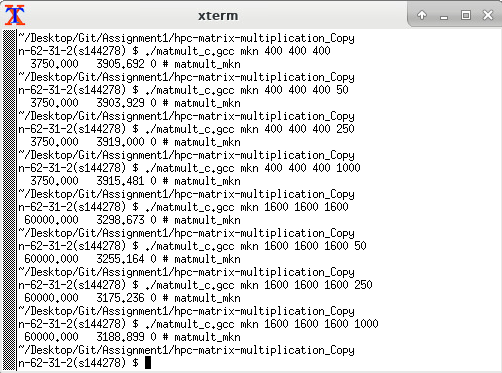 xterm
~/Desktop/Git/Assignment1/hpc-matrix-multiplication_Copy
n-62-31-2(s144278) $ ./matmult_c.gcc mkn 400 400 400
3750.000 3905.692 0 # matmult_mkn
~/Desktop/Git/Assignment1/hpc-matrix-multiplication_Copy
n-62-31-2(s144278) $ ./matmult_c.gcc mkn 400 400 400 50
3750.000 3903.929 0 # matmult_mkn
~/Desktop/Git/Assignment1/hpc-matrix-multiplication_Copy
n-62-31-2(s144278) $ ./matmult_c.gcc mkn 400 400 400 250
3750.000 3919.000 0 # matmult_mkn
~/Desktop/Git/Assignment1/hpc-matrix-multiplication_Copy
n-62-31-2(s144278) $ ./matmult_c.gcc mkn 400 400 400 1000
3750.000 3915.481 0 # matmult_mkn
~/Desktop/Git/Assignment1/hpc-matrix-multiplication_Copy
n-62-31-2(s144278) $ ./matmult_c.gcc mkn 1600 1600 1600
60000.000 3298.673 0 # matmult_mkn
~/Desktop/Git/Assignment1/hpc-matrix-multiplication_Copy
n-62-31-2(s144278) $ ./matmult_c.gcc mkn 1600 1600 1600 50
60000.000 3255.164 0 # matmult_mkn
~/Desktop/Git/Assignment1/hpc-matrix-multiplication_Copy
n-62-31-2(s144278) $ ./matmult_c.gcc mkn 1600 1600 1600 250
60000.000 3175.236 0 # matmult_mkn
~/Desktop/Git/Assignment1/hpc-matrix-multiplication_Copy
n-62-31-2(s144278) $ ./matmult_c.gcc mkn 1600 1600 1600 1000
60000.000 3188.899 0 # matmult_mkn
~/Desktop/Git/Assignment1/hpc-matrix-multiplication_Copy
n-62-31-2(s144278) $